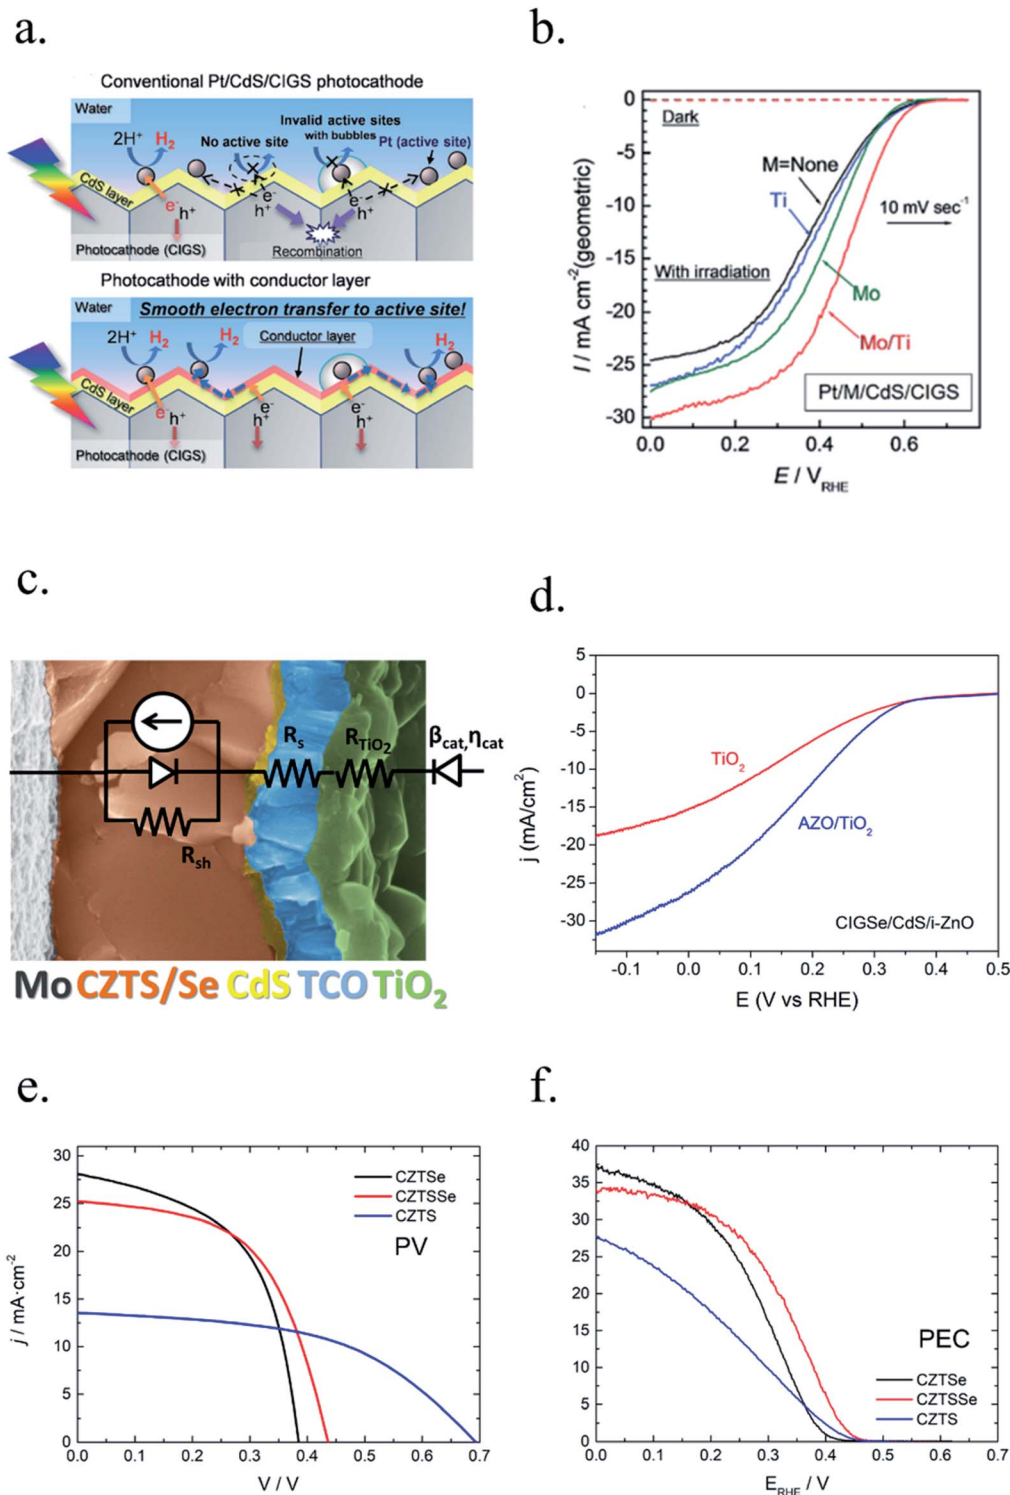 a.
Conventional Pt/CdS/CIGS photocathode
Water
2H⁺
H₂
No active site
Invalid active sites
with bubbles
Pt (active site)
CdS layer
e⁻
h⁺
e⁻
h⁺
e⁻
h⁺
Photocathode (CIGS)
Recombination
Photocathode with conductor layer
Water
Smooth electron transfer to active site!
2H⁺
H₂
H₂
Conductor layer
H₂
CdS layer
e⁻
h⁺
e⁻
h⁺
e⁻
h⁺
Photocathode (CIGS)
b.
0
-5
-10
-15
-20
-25
-30
I / mA cm⁻²(geometric)
Dark
M=None
Ti
10 mV sec⁻¹
With irradiation
Mo
Mo/Ti
Pt/M/CdS/CIGS
0.0 0.2 0.4 0.6
E / V_RHE
c.
R_s
R_TiO₂
β_cat,η_cat
R_sh
Mo CZTS/Se CdS TCO TiO₂
d.
5
0
-5
-10
-15
-20
-25
-30
j (mA/cm²)
TiO₂
AZO/TiO₂
CIGSe/CdS/i-ZnO
-0.1 0.0 0.1 0.2 0.3 0.4 0.5
E (V vs RHE)
e.
30
25
20
15
10
5
0
j / mA·cm⁻²
CZTSe
CZTSSe
CZTS
PV
0.0 0.1 0.2 0.3 0.4 0.5 0.6 0.7
V / V
f.
40
35
30
25
20
15
10
5
0
PEC
CZTSe
CZTSSe
CZTS
0.0 0.1 0.2 0.3 0.4 0.5 0.6 0.7
E_RHE / V